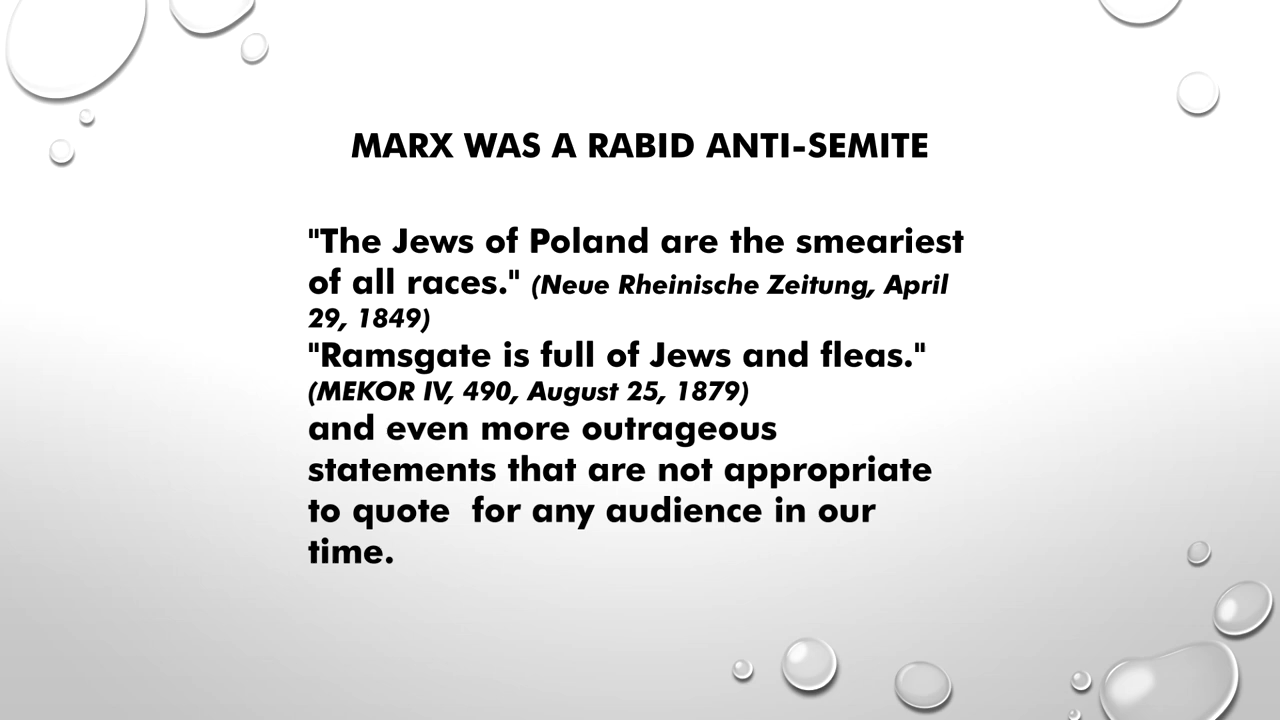 MARX WAS A RABID ANTI-SEMITE
"The Jews of Poland are the smeariest
of all races." (Neue Rheinische Zeitung, April
29, 1849)
"Ramsgate is full of Jews and fleas."
(MEKOR IV, 490, August 25, 1879)
and even more outrageous
statements that are not appropriate
to quote  for any audience in our
time.